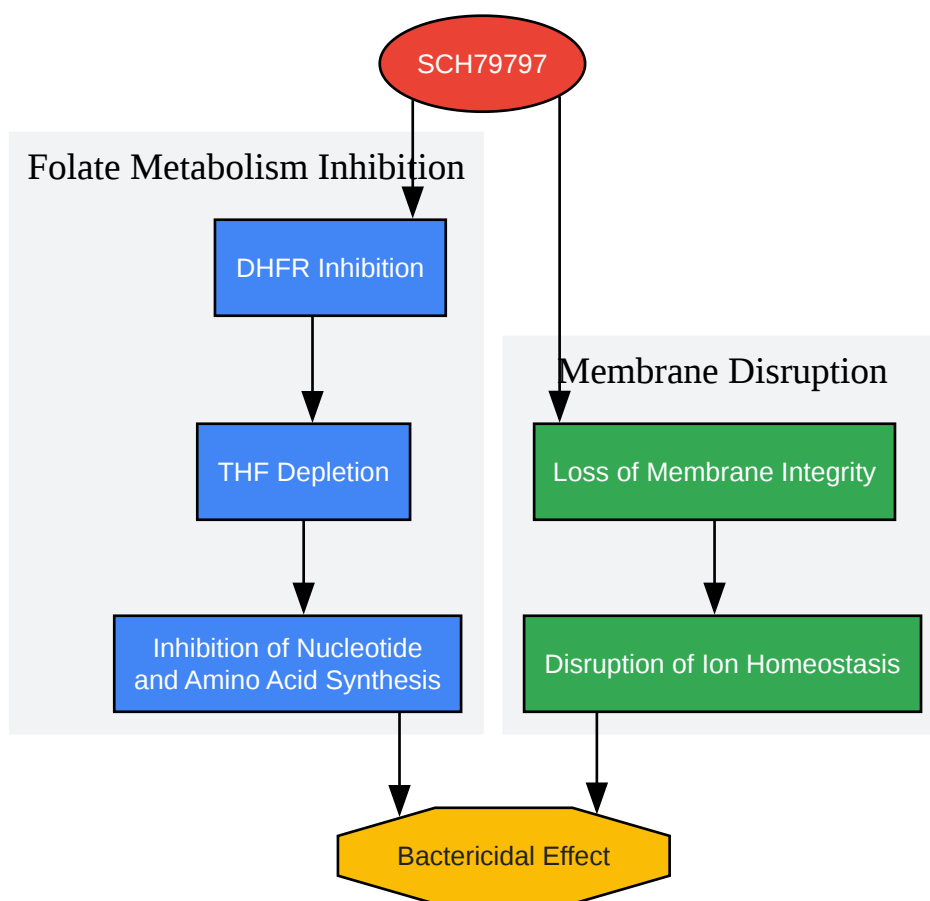 SCH79797
Folate Metabolism Inhibition
DHFR Inhibition
THF Depletion
Inhibition of Nucleotide
and Amino Acid Synthesis
Membrane Disruption
Loss of Membrane Integrity
Disruption of Ion Homeostasis
Bactericidal Effect